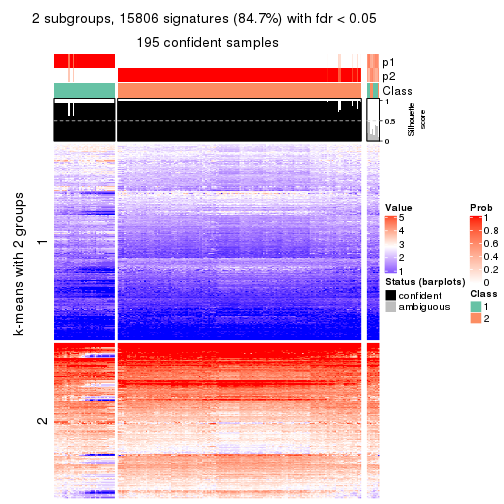 2 subgroups, 15806 signatures (84.7%) with fdr < 0.05
195 confident samples
p1
p2
Class
1
0.5
0
Silhouette
score
k-means with 2 groups
1
2
Value
5
4
3
2
1
Status (barplots)
confident
ambiguous
Prob
1
0.8
0.6
0.4
0.2
0
Class
1
2